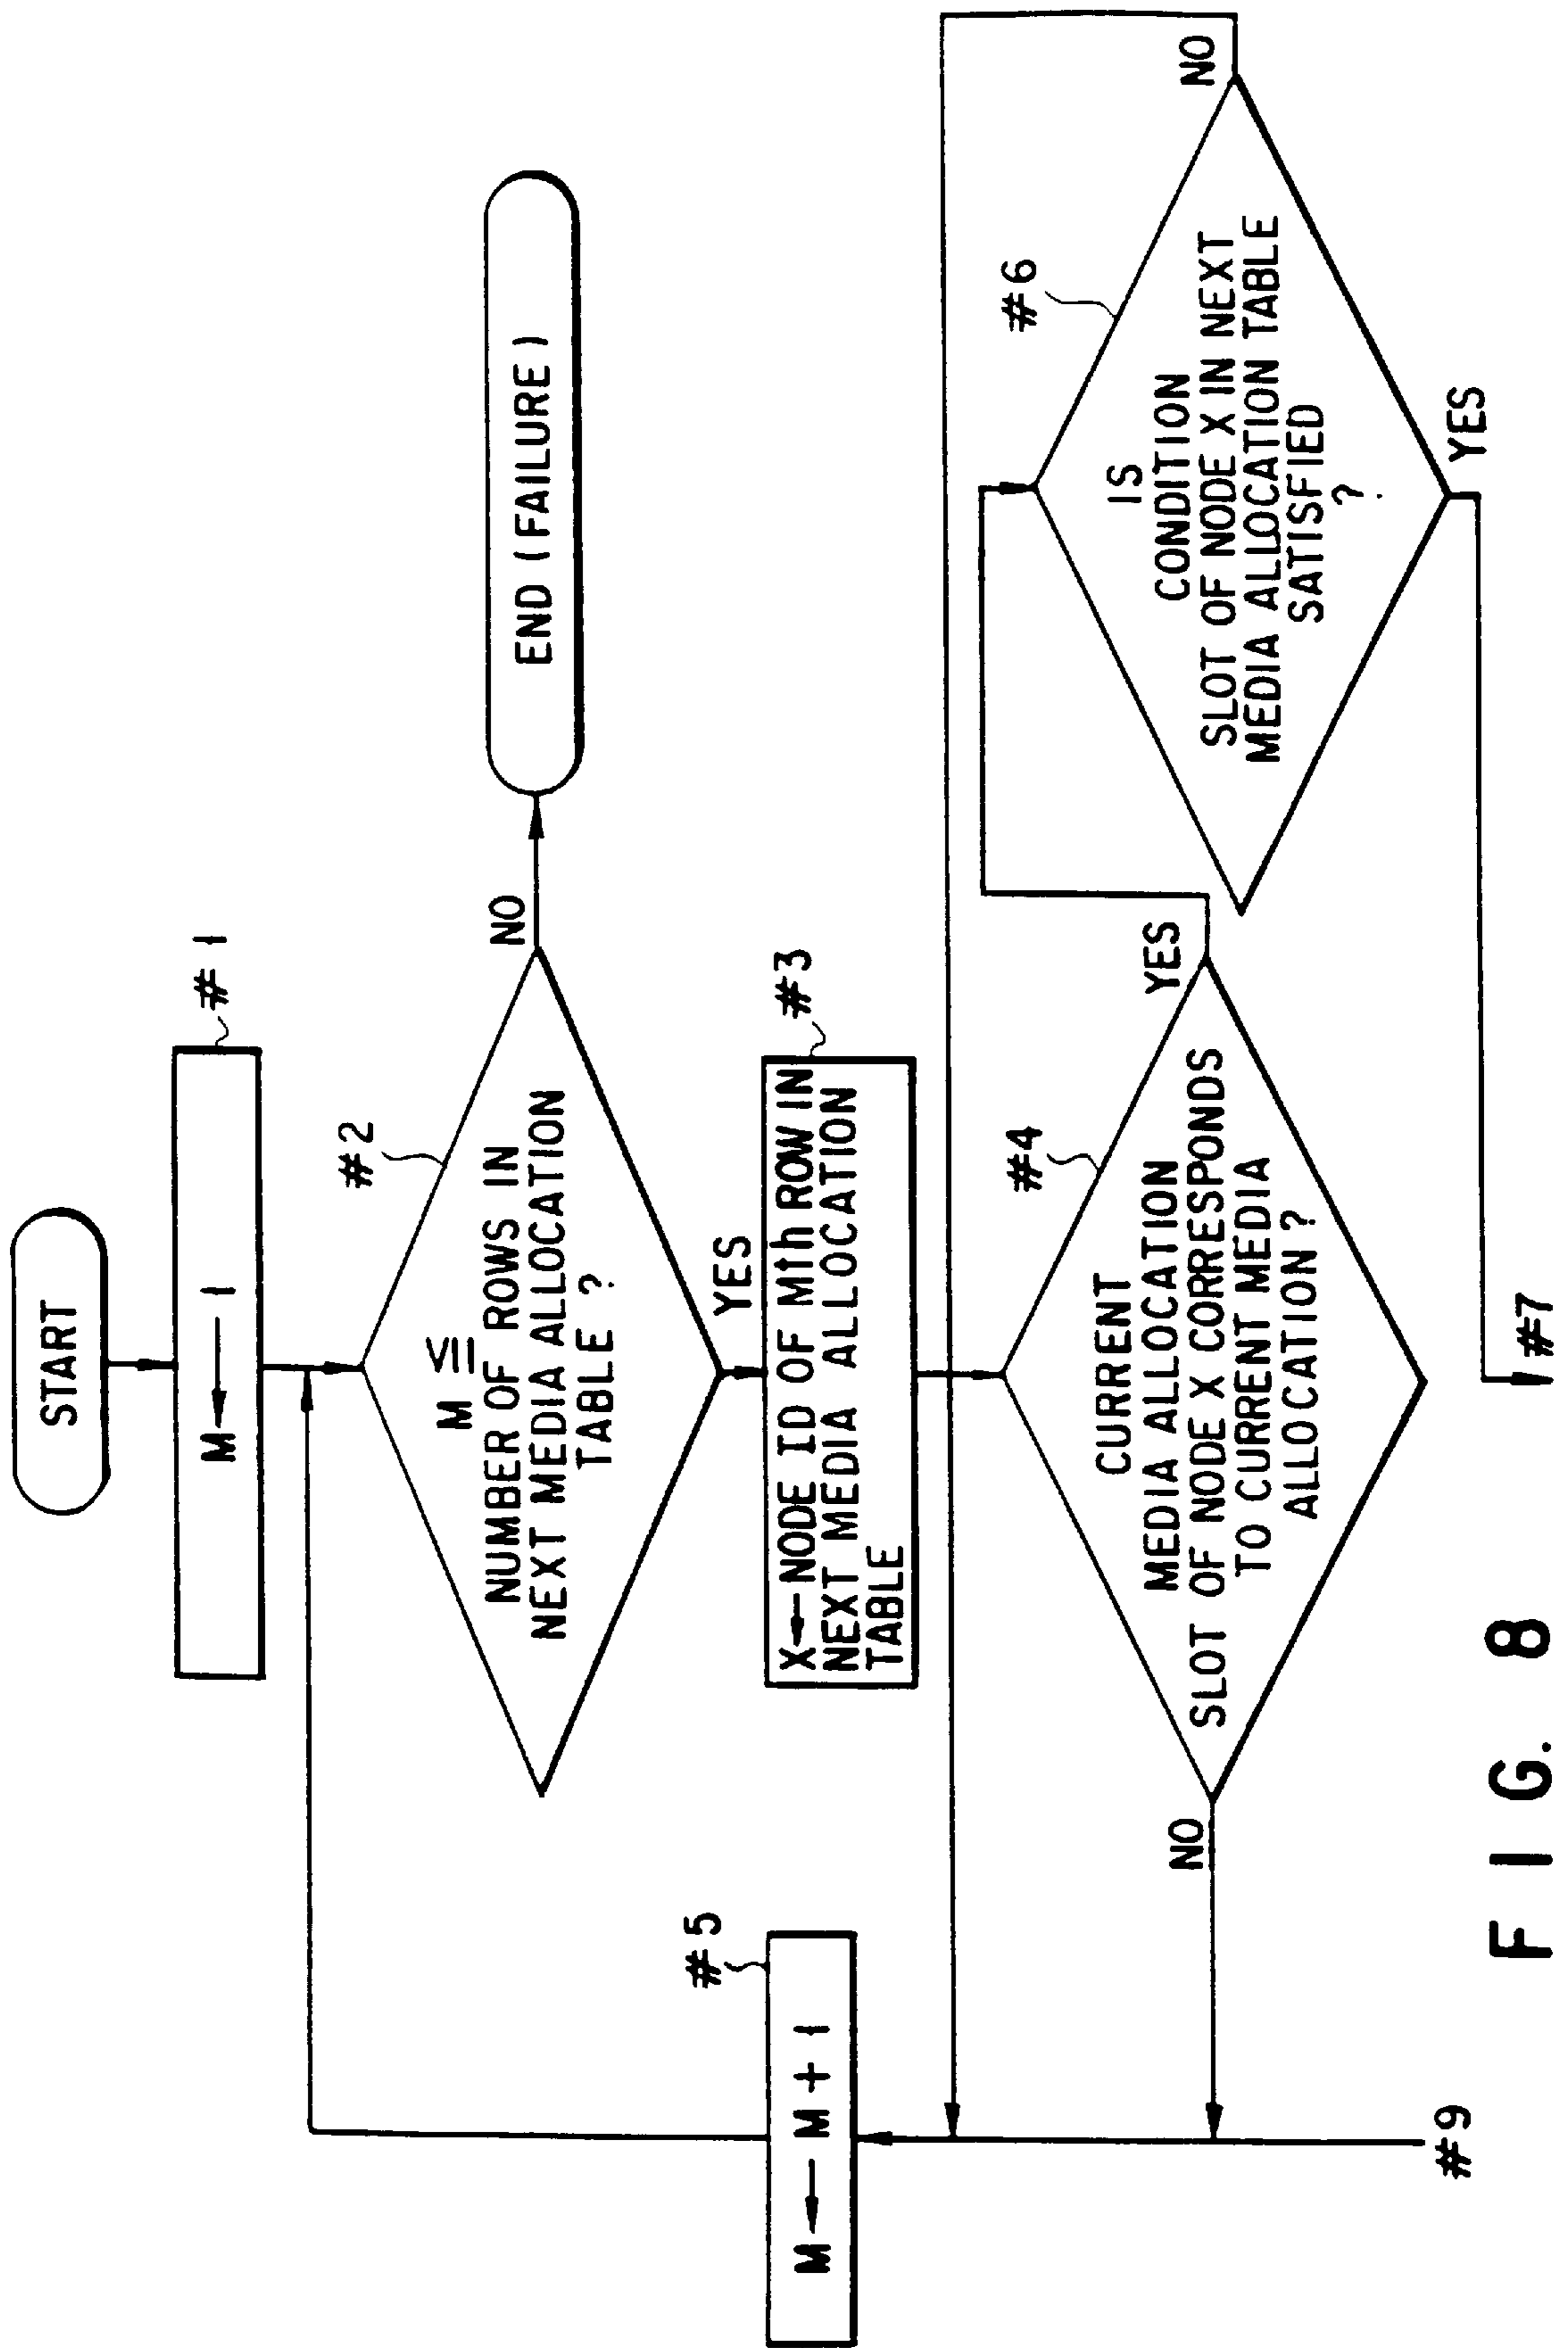 START
M ← 1
#1
M ≦
NUMBER OF ROWS IN
NEXT MEDIA ALLOCATION
TABLE ?
#2
NO
END (FAILURE)
YES
X ← NODE ID OF Mth ROW IN
NEXT MEDIA ALLOCATION
TABLE
#3
M ← M + 1
#5
CURRENT
MEDIA ALLOCATION
SLOT OF NODE X CORRESPONDS
TO CURRENT MEDIA
ALLOCATION ?
#4
NO
YES
IS
CONDITION
SLOT OF NODE X IN NEXT
MEDIA ALLOCATION TABLE
SATISFIED
?
#6
NO
YES
#9
#7
FIG. 8